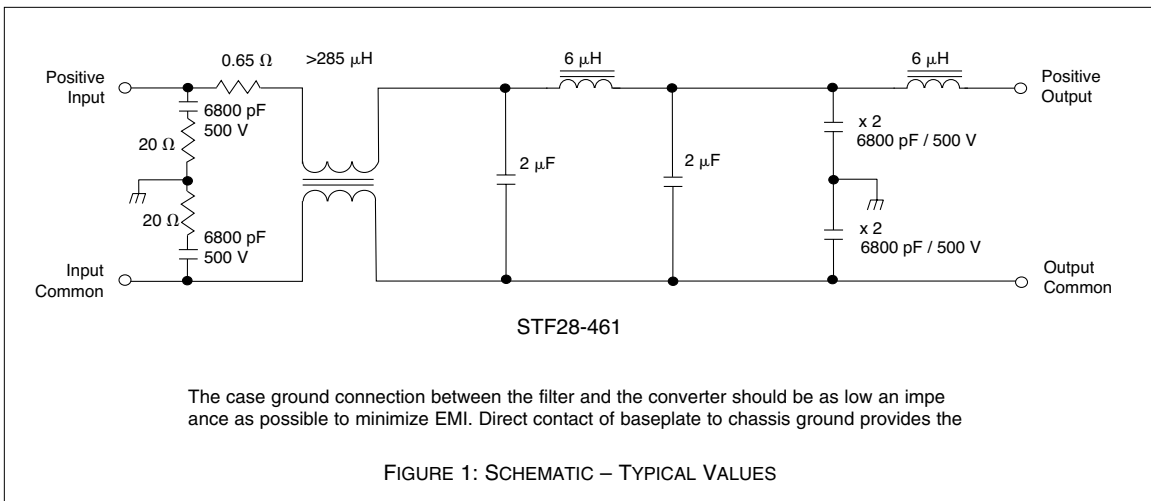 0.65 Ω
>285 µH
6 µH
6 µH
Positive
Input
Positive
Output
6800 pF
500 V
20 Ω
x 2
6800 pF / 500 V
2 µF
2 µF
20 Ω
6800 pF
500 V
x 2
6800 pF / 500 V
Input
Common
Output
Common
STF28-461
The case ground connection between the filter and the converter should be as low an impe
ance as possible to minimize EMI. Direct contact of baseplate to chassis ground provides the
FIGURE 1: SCHEMATIC – TYPICAL VALUES